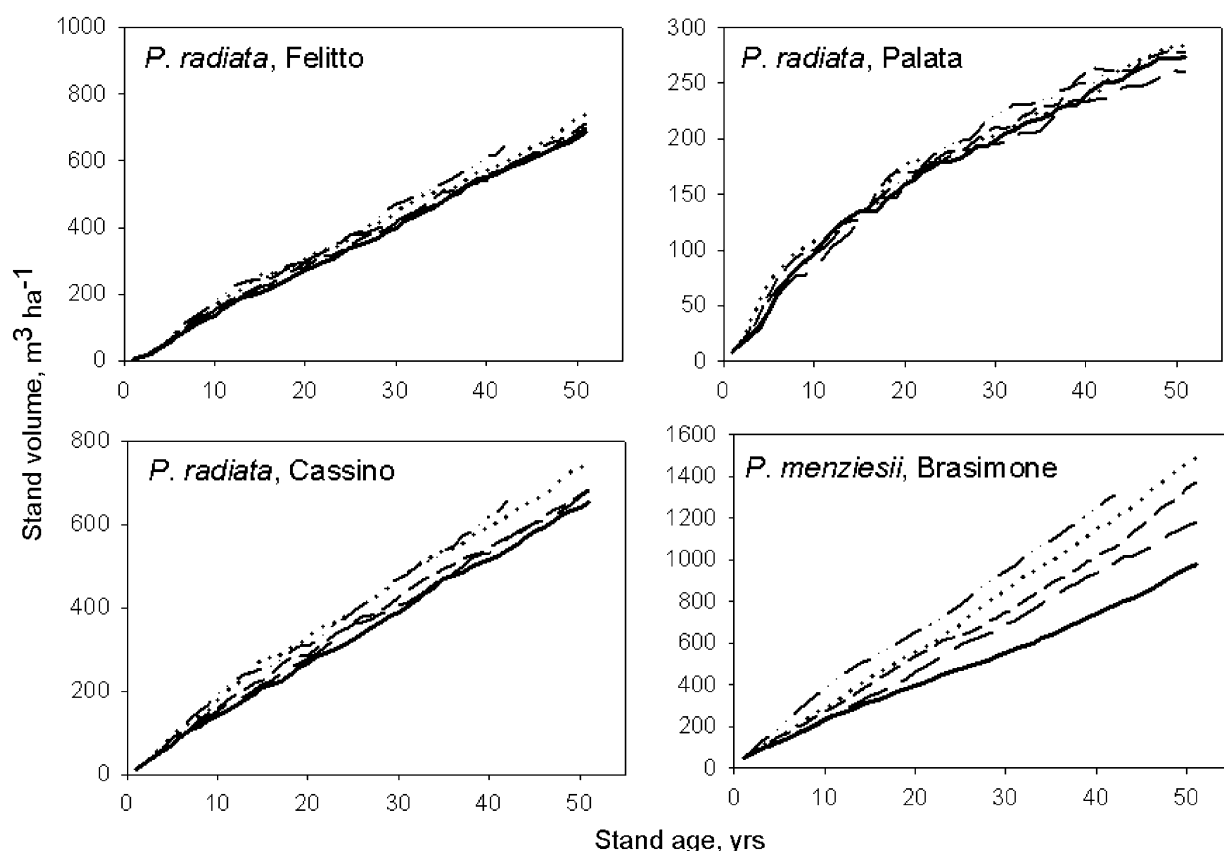 P. radiata, Felitto
1000
800
600
400
200
0
0 10 20 30 40 50
P. radiata, Palata
300
250
200
150
100
50
0
0 10 20 30 40 50
P. radiata, Cassino
800
600
400
200
0
0 10 20 30 40 50
P. menziesii, Brasimone
1600
1400
1200
1000
800
600
400
200
0
0 10 20 30 40 50
Stand volume, m³ ha⁻¹
Stand age, yrs